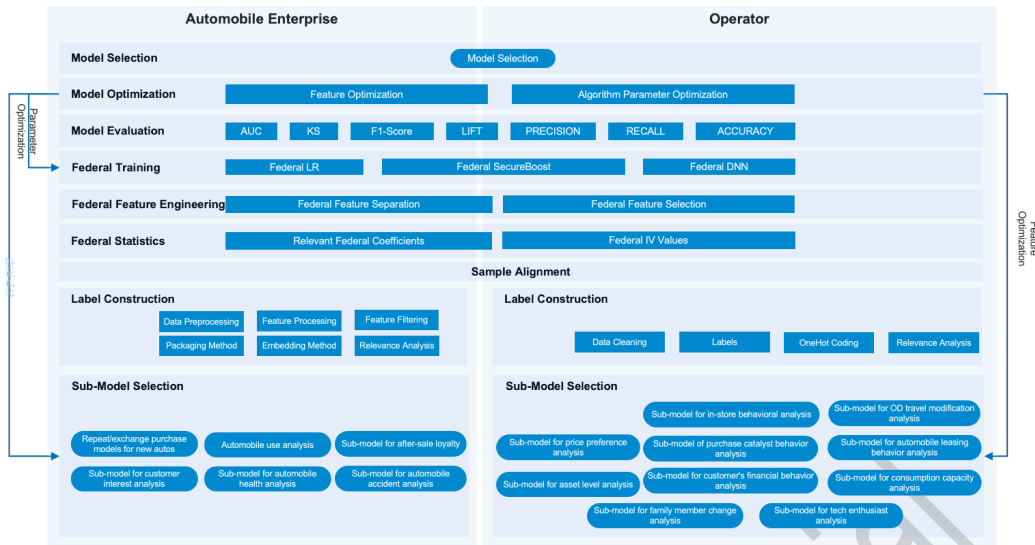 Automobile Enterprise
Operator
Model Selection
Model Selection
Model Optimization
Feature Optimization
Algorithm Parameter Optimization
Parameter
Optimization
Model Evaluation
AUC
KS
F1-Score
LIFT
PRECISION
RECALL
ACCURACY
Federal Training
Federal LR
Federal SecureBoost
Federal DNN
Federal Feature Engineering
Federal Feature Separation
Federal Feature Selection
Feature
Optimization
Federal Statistics
Relevant Federal Coefficients
Federal IV Values
Sample Alignment
Label Construction
Data Preprocessing
Feature Processing
Feature Filtering
Packaging Method
Embedding Method
Relevance Analysis
Label Construction
Data Cleaning
Labels
OneHot Coding
Relevance Analysis
Sub-Model Selection
Repeat/exchange purchase
models for new autos
Automobile use analysis
Sub-model for after-sale loyalty
Sub-model for customer
interest analysis
Sub-model for automobile
health analysis
Sub-model for automobile
accident analysis
Sub-Model Selection
Sub-model for in-store behavioral analysis
Sub-model for OD travel modification
analysis
Sub-model for price preference
analysis
Sub-model of purchase catalyst behavior
analysis
Sub-model for automobile leasing
behavior analysis
Sub-model for asset level analysis
Sub-model for customer's financial behavior
analysis
Sub-model for consumption capacity
analysis
Sub-model for family member change
analysis
Sub-model for tech enthusiast
analysis